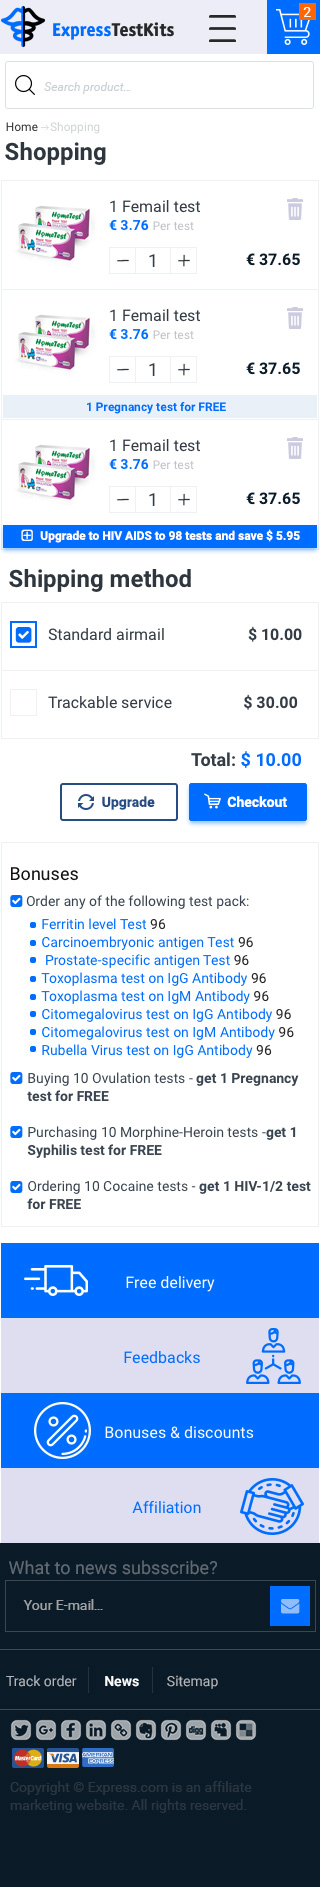 ExpressTestKits
2
Search product...
Home → Shopping
Shopping
HomeTest
HomeTest
1 Femail test
€ 3.76 Per test
− 1 +
€ 37.65
HomeTest
HomeTest
1 Femail test
€ 3.76 Per test
− 1 +
€ 37.65
1 Pregnancy test for FREE
HomeTest
HomeTest
1 Femail test
€ 3.76 Per test
− 1 +
€ 37.65
Upgrade to HIV AIDS to 98 tests and save $ 5.95
Shipping method
Standard airmail $ 10.00
Trackable service $ 30.00
Total: $ 10.00
Upgrade Checkout
Bonuses
Order any of the following test pack:
Ferritin level Test 96
Carcinoembryonic antigen Test 96
Prostate-specific antigen Test 96
Toxoplasma test on IgG Antibody 96
Toxoplasma test on IgM Antibody 96
Citomegalovirus test on IgG Antibody 96
Citomegalovirus test on IgM Antibody 96
Rubella Virus test on IgG Antibody 96
Buying 10 Ovulation tests - get 1 Pregnancy
test for FREE
Purchasing 10 Morphine-Heroin tests -get 1
Syphilis test for FREE
Ordering 10 Cocaine tests - get 1 HIV-1/2 test
for FREE
Free delivery
Feedbacks
Bonuses & discounts
Affiliation
What to news subsscribe?
Your E-mail...
Track order News Sitemap
digg
MasterCard VISA AMERICAN EXPRESS
Copyright © Express.com is an affiliate
marketing website. All rights reserved.